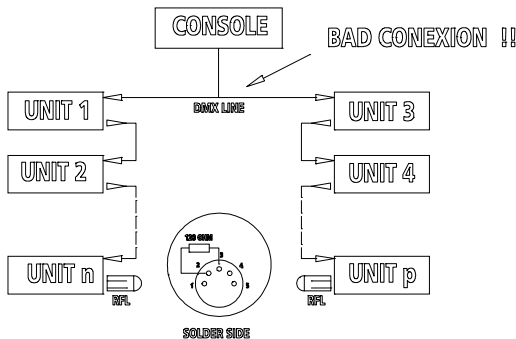 CONSOLE
BAD CONEXION !!
UNIT 1
DMX LINE
UNIT 3
UNIT 2
UNIT 4
120 OHM
3
2
4
1
5
UNIT n
RFL
RFL
UNIT p
SOLDER SIDE